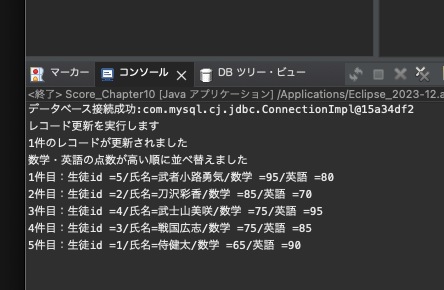 マーカー コンソール DB ツリー・ビュー
<終了> Score_Chapter10 [Java アプリケーション] /Applications/Eclipse_2023-12.a
データベース接続成功:com.mysql.cj.jdbc.ConnectionImpl@15a34df2
レコード更新を実行します
1件のレコードが更新されました
数学・英語の点数が高い順に並べ替えました
1件目：生徒id =5/氏名=武者小路勇気/数学 =95/英語 =80
2件目：生徒id =2/氏名=刀沢彩香/数学 =85/英語 =70
3件目：生徒id =4/氏名=武士山美咲/数学 =75/英語 =95
4件目：生徒id =3/氏名=戦国広志/数学 =75/英語 =85
5件目：生徒id =1/氏名=侍健太/数学 =65/英語 =90